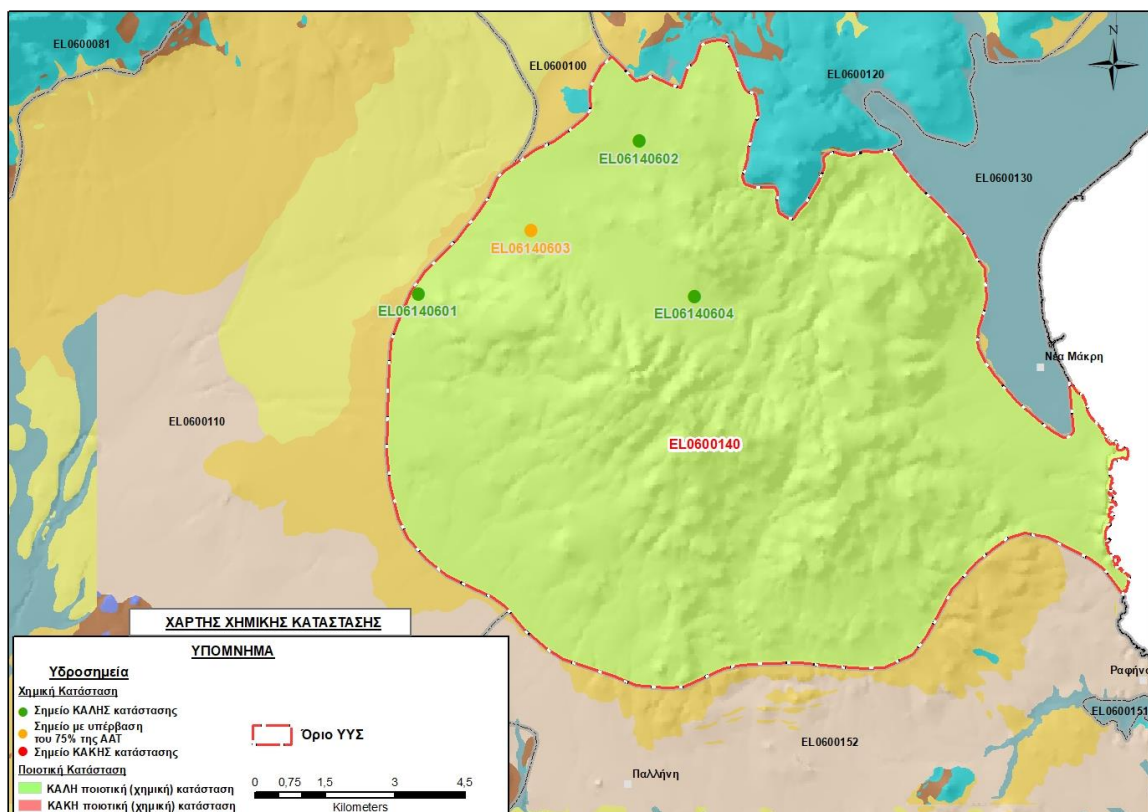 EL0600081
EL0600100
EL0600120
N
EL06140602
EL0600130
EL06140603
EL06140601
EL06140604
Νέα Μάκρη
EL0600110
EL0600140
ΧΑΡΤΗΣ ΧΗΜΙΚΗΣ ΚΑΤΑΣΤΑΣΗΣ
ΥΠΟΜΝΗΜΑ
Υδροσημεία
Χημική Κατάσταση
Σημείο ΚΑΛΗΣ κατάστασης
Σημείο με υπέρβαση
του 75% της ΑΑΤ
Σημείο ΚΑΚΗΣ κατάστασης
Όριο ΥΥΣ
Ποιοτική Κατάσταση
ΚΑΛΗ ποιοτική (χημική) κατάσταση
ΚΑΚΗ ποιοτική (χημική) κατάσταση
0 0,75 1,5 3 4,5
Kilometers
Ραφήνα
EL0600151
EL0600152
Παλλήνη